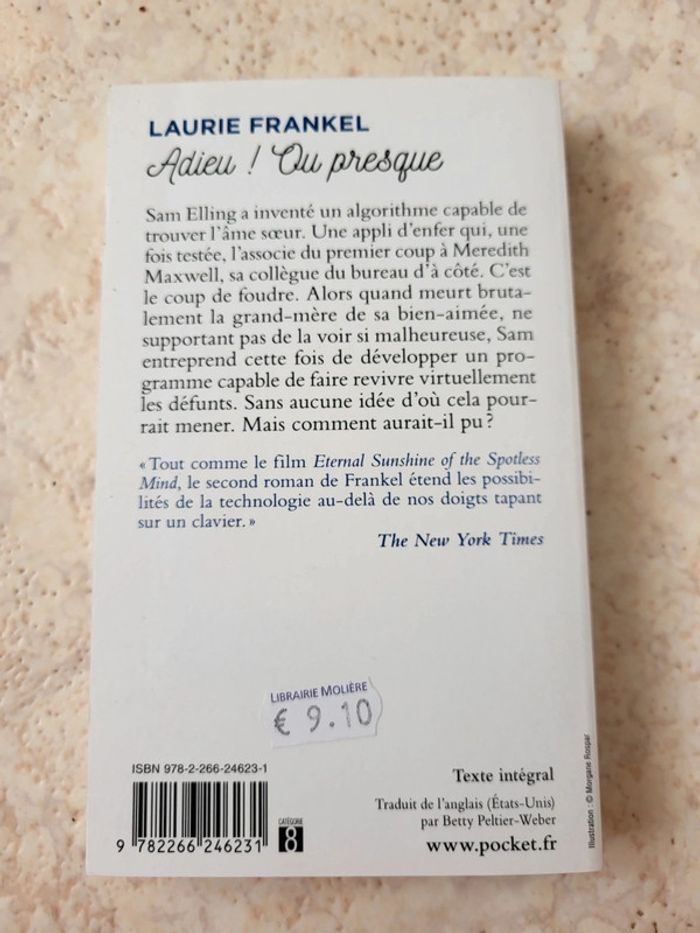 LAURIE FRANKEL
Adieu ! Ou presque
Sam Elling a inventé un algorithme capable de
trouver l'âme sœur. Une appli d'enfer qui, une
fois testée, l'associe du premier coup à Meredith
Maxwell, sa collègue du bureau d'à côté. C'est
le coup de foudre. Alors quand meurt bruta-
lement la grand-mère de sa bien-aimée, ne
supportant pas de la voir si malheureuse, Sam
entreprend cette fois de développer un pro-
gramme capable de faire revivre virtuellement
les défunts. Sans aucune idée d'où cela pour-
rait mener. Mais comment aurait-il pu ?
« Tout comme le film Eternal Sunshine of the Spotless
Mind, le second roman de Frankel étend les possibi-
lités de la technologie au-delà de nos doigts tapant
sur un clavier. »
The New York Times
LIBRAIRIE MOLIÈRE
€ 9.10
ISBN 978-2-266-24623-1
9 782266 246231
CATÉGORIE
8
Texte intégral
Traduit de l'anglais (États-Unis)
par Betty Peltier-Weber
www.pocket.fr
Illustration : © Morgane Rospar